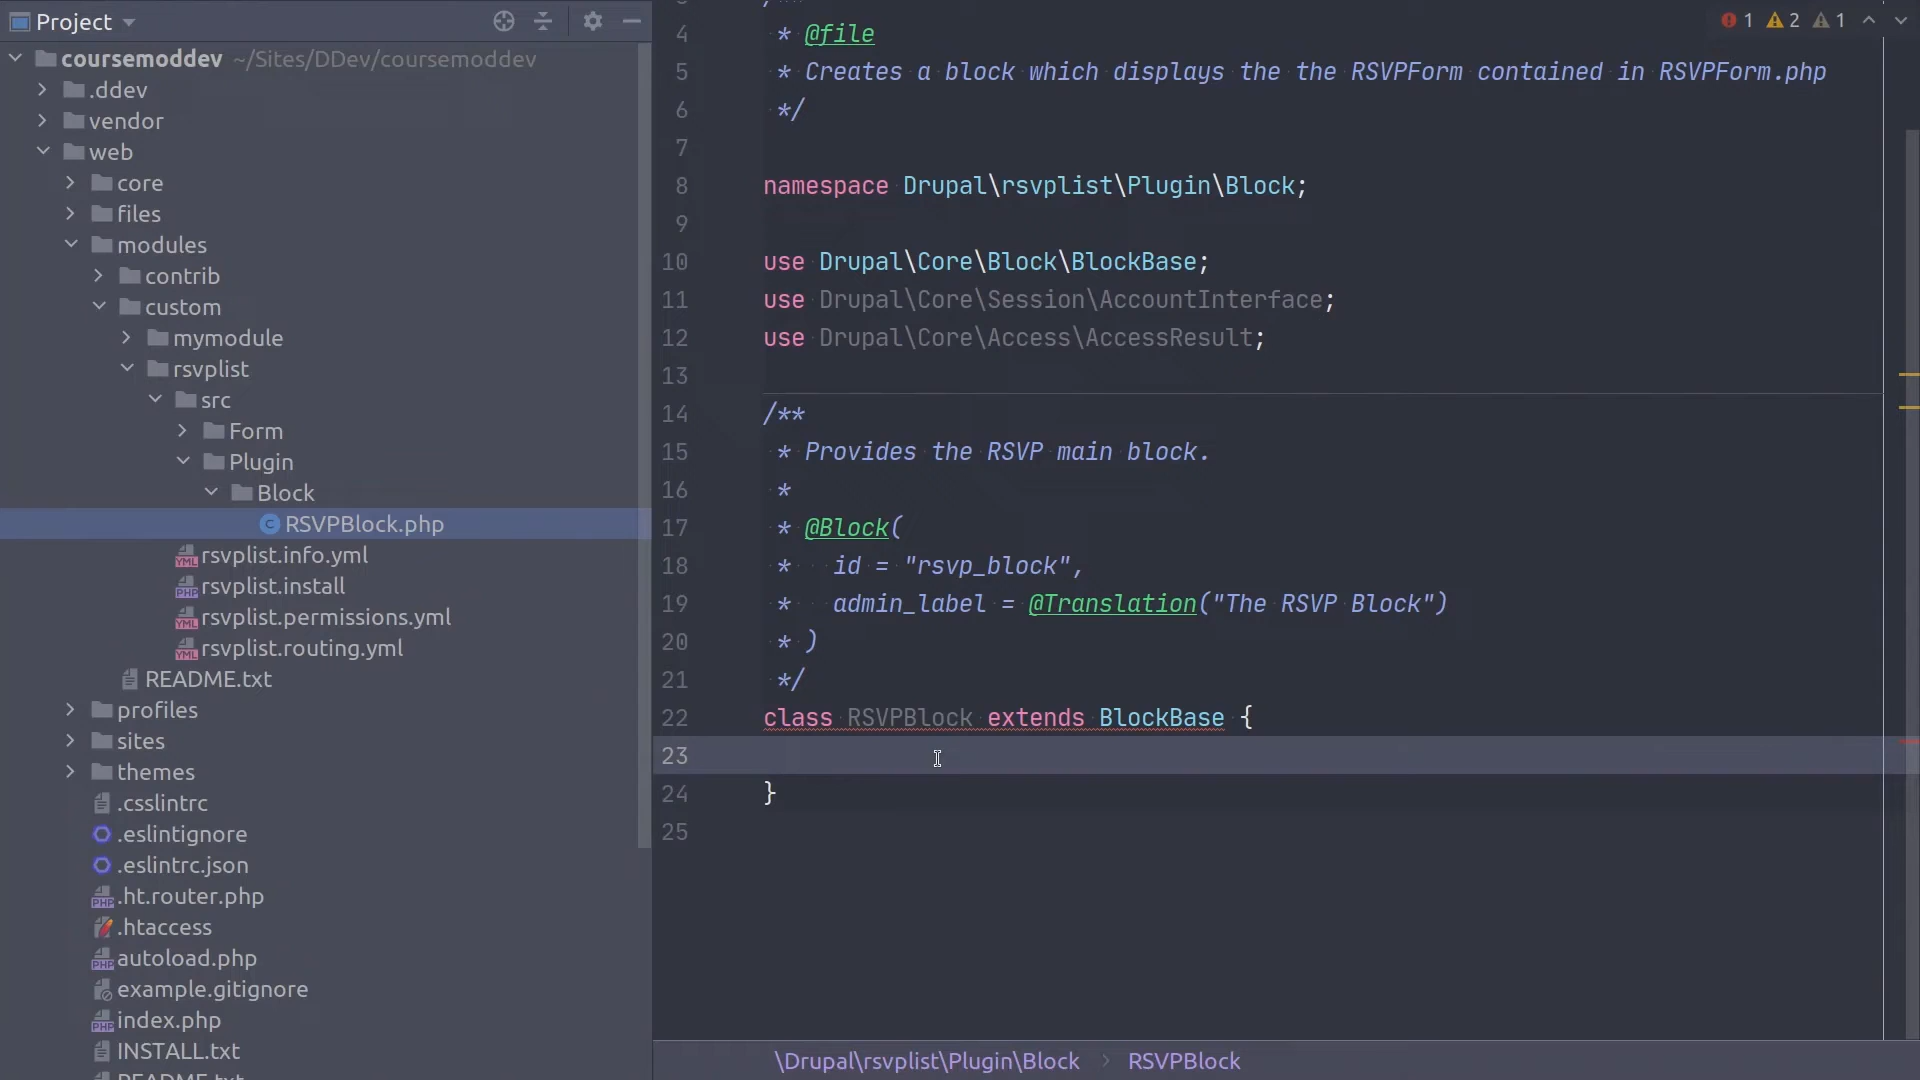 Project
coursemoddev ~/Sites/DDev/coursemoddev
.ddev
vendor
web
core
files
modules
contrib
custom
mymodule
rsvplist
src
Form
Plugin
Block
RSVPBlock.php
rsvplist.info.yml
rsvplist.install
rsvplist.permissions.yml
rsvplist.routing.yml
README.txt
profiles
sites
themes
.csslintrc
.eslintignore
.eslintrc.json
.ht.router.php
.htaccess
autoload.php
example.gitignore
index.php
INSTALL.txt
README.txt
1 2 1
4 * @file
5 * Creates a block which displays the the RSVPForm contained in RSVPForm.php
6 */
7
8 namespace Drupal\rsvplist\Plugin\Block;
9
10 use Drupal\Core\Block\BlockBase;
11 use Drupal\Core\Session\AccountInterface;
12 use Drupal\Core\Access\AccessResult;
13
14 /**
15 * Provides the RSVP main block.
16 *
17 * @Block(
18 *   id = "rsvp_block",
19 *   admin_label = @Translation("The RSVP Block")
20 * )
21 */
22 class RSVPBlock extends BlockBase {
23
24 }
25
\Drupal\rsvplist\Plugin\Block > RSVPBlock